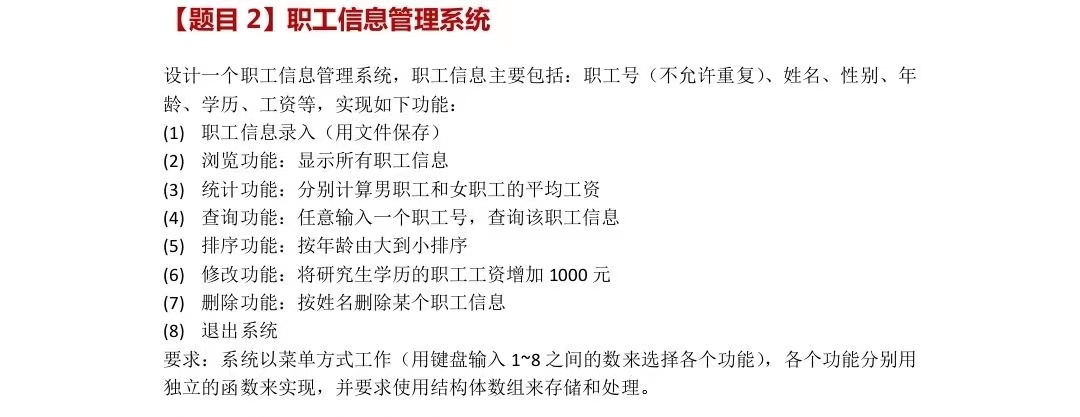 【题目 2】职工信息管理系统
设计一个职工信息管理系统，职工信息主要包括：职工号（不允许重复）、姓名、性别、年
龄、学历、工资等，实现如下功能：
(1) 职工信息录入（用文件保存）
(2) 浏览功能：显示所有职工信息
(3) 统计功能：分别计算男职工和女职工的平均工资
(4) 查询功能：任意输入一个职工号，查询该职工信息
(5) 排序功能：按年龄由大到小排序
(6) 修改功能：将研究生学历的职工工资增加 1000 元
(7) 删除功能：按姓名删除某个职工信息
(8) 退出系统
要求：系统以菜单方式工作（用键盘输入 1~8 之间的数来选择各个功能），各个功能分别用
独立的函数来实现，并要求使用结构体数组来存储和处理。